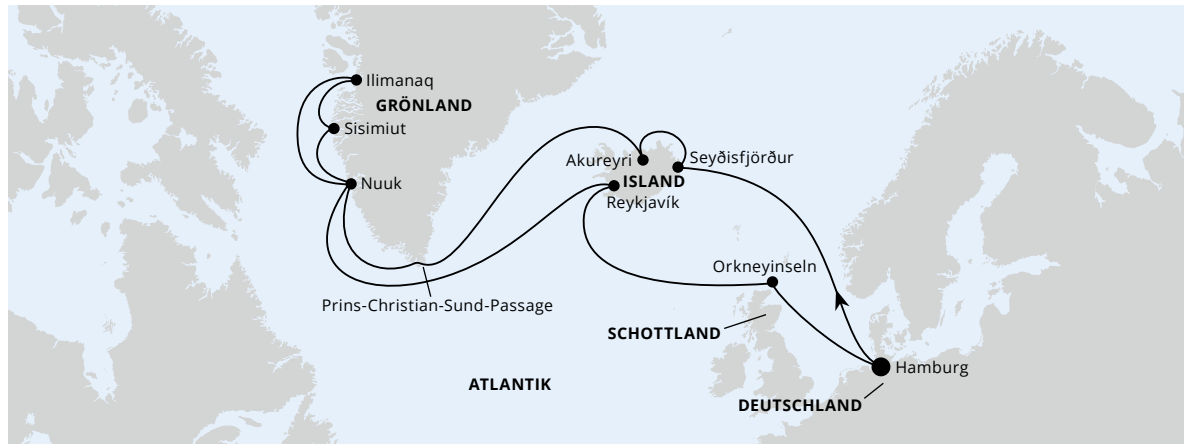 Ilimanaq
GRÖNLAND
Sisimiut
Akureyri
Seyðisfjörður
Nuuk
ISLAND
Reykjavík
Orkneyinseln
Prins-Christian-Sund-Passage
SCHOTTLAND
Hamburg
ATLANTIK
DEUTSCHLAND